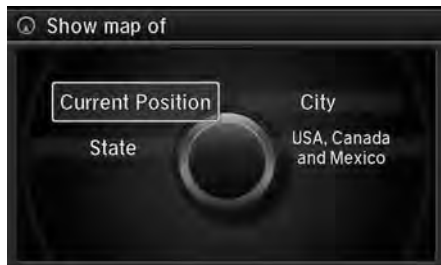 Show map of
Current Position
City
State
USA, Canada
and Mexico